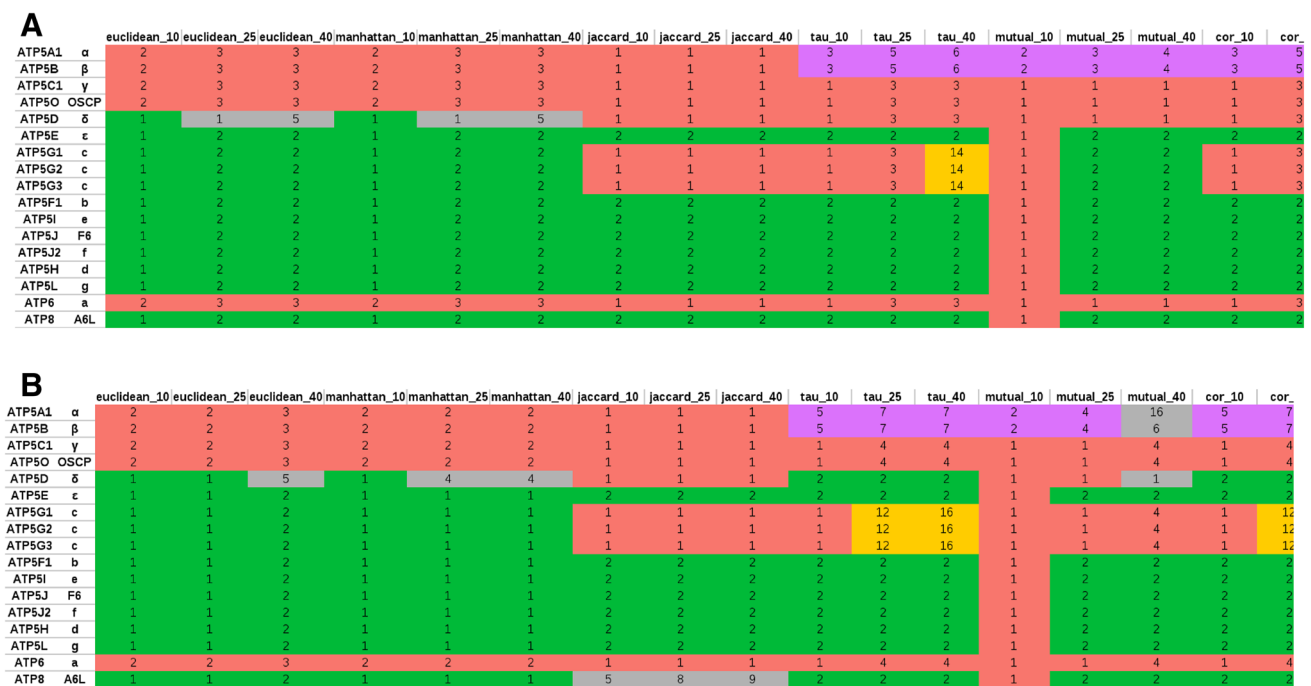 A
euclidean_10 euclidean_25 euclidean_40 manhattan_10 manhattan_25 manhattan_40 jaccard_10 jaccard_25 jaccard_40 tau_10 tau_25 tau_40 mutual_10 mutual_25 mutual_40 cor_10 cor_
ATP5A1 α 2 3 3 2 3 3 1 1 1 3 5 6 2 3 4 3 5
ATP5B β 2 3 3 2 3 3 1 1 1 3 5 6 2 3 4 3 5
ATP5C1 γ 2 3 3 2 3 3 1 1 1 1 3 3 1 1 1 1 3
ATP5O OSCP 2 3 3 2 3 3 1 1 1 1 3 3 1 1 1 1 3
ATP5D δ 1 1 5 1 1 5 1 1 1 1 3 3 1 1 1 1 3
ATP5E ε 1 2 2 1 2 2 2 2 2 2 2 2 1 2 2 2 2
ATP5G1 c 1 2 2 1 2 2 1 1 1 1 3 14 1 2 2 1 3
ATP5G2 c 1 2 2 1 2 2 1 1 1 1 3 14 1 2 2 1 3
ATP5G3 c 1 2 2 1 2 2 1 1 1 1 3 14 1 2 2 1 3
ATP5F1 b 1 2 2 1 2 2 2 2 2 2 2 2 1 2 2 2 2
ATP5I e 1 2 2 1 2 2 2 2 2 2 2 2 1 2 2 2 2
ATP5J F6 1 2 2 1 2 2 2 2 2 2 2 2 1 2 2 2 2
ATP5J2 f 1 2 2 1 2 2 2 2 2 2 2 2 1 2 2 2 2
ATP5H d 1 2 2 1 2 2 2 2 2 2 2 2 1 2 2 2 2
ATP5L g 1 2 2 1 2 2 2 2 2 2 2 2 1 2 2 2 2
ATP6 a 2 3 3 2 3 3 1 1 1 1 3 3 1 1 1 1 3
ATP8 A6L 1 2 2 1 2 2 2 2 2 2 2 2 1 2 2 2 2
B
euclidean_10 euclidean_25 euclidean_40 manhattan_10 manhattan_25 manhattan_40 jaccard_10 jaccard_25 jaccard_40 tau_10 tau_25 tau_40 mutual_10 mutual_25 mutual_40 cor_10 cor_
ATP5A1 α 2 2 3 2 2 2 1 1 1 5 7 7 2 4 16 5 7
ATP5B β 2 2 3 2 2 2 1 1 1 5 7 7 2 4 6 5 7
ATP5C1 γ 2 2 3 2 2 2 1 1 1 1 4 4 1 1 4 1 4
ATP5O OSCP 2 2 3 2 2 2 1 1 1 1 4 4 1 1 4 1 4
ATP5D δ 1 1 5 1 4 4 1 1 1 2 2 2 1 1 1 2 2
ATP5E ε 1 1 2 1 1 1 2 2 2 2 2 2 1 2 2 2 2
ATP5G1 c 1 1 2 1 1 1 1 1 1 1 12 16 1 1 4 1 12
ATP5G2 c 1 1 2 1 1 1 1 1 1 1 12 16 1 1 4 1 12
ATP5G3 c 1 1 2 1 1 1 1 1 1 1 12 16 1 1 4 1 12
ATP5F1 b 1 1 2 1 1 1 2 2 2 2 2 2 1 2 2 2 2
ATP5I e 1 1 2 1 1 1 2 2 2 2 2 2 1 2 2 2 2
ATP5J F6 1 1 2 1 1 1 2 2 2 2 2 2 1 2 2 2 2
ATP5J2 f 1 1 2 1 1 1 2 2 2 2 2 2 1 2 2 2 2
ATP5H d 1 1 2 1 1 1 2 2 2 2 2 2 1 2 2 2 2
ATP5L g 1 1 2 1 1 1 2 2 2 2 2 2 1 2 2 2 2
ATP6 a 2 2 3 2 2 2 1 1 1 1 4 4 1 1 4 1 4
ATP8 A6L 1 1 2 1 1 1 5 8 9 2 2 2 1 2 2 2 2